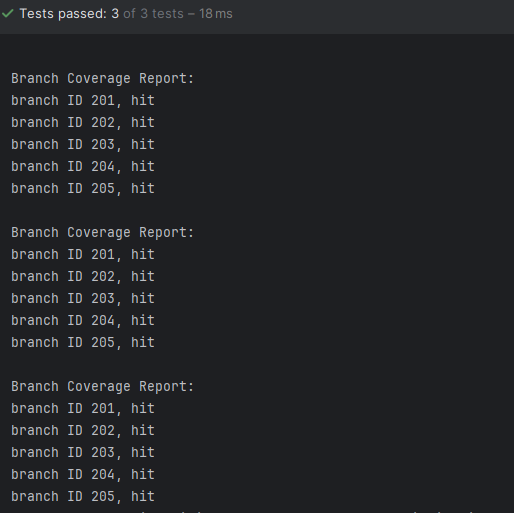 Tests passed: 3 of 3 tests – 18 ms
Branch Coverage Report:
branch ID 201, hit
branch ID 202, hit
branch ID 203, hit
branch ID 204, hit
branch ID 205, hit
Branch Coverage Report:
branch ID 201, hit
branch ID 202, hit
branch ID 203, hit
branch ID 204, hit
branch ID 205, hit
Branch Coverage Report:
branch ID 201, hit
branch ID 202, hit
branch ID 203, hit
branch ID 204, hit
branch ID 205, hit